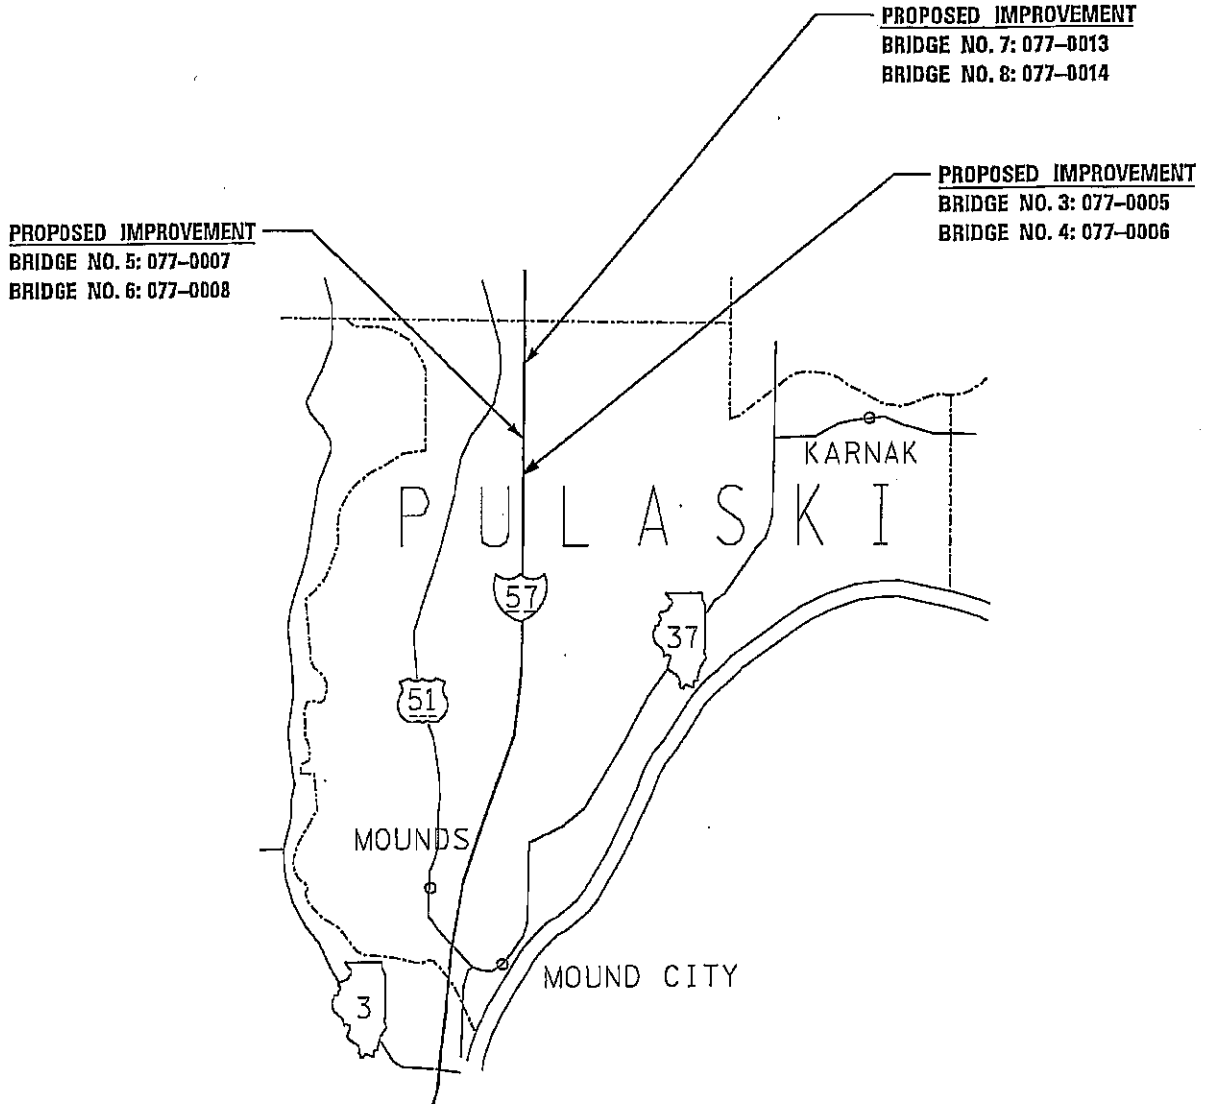 PROPOSED IMPROVEMENT
BRIDGE NO. 7: 077-0013
BRIDGE NO. 8: 077-0014
PROPOSED IMPROVEMENT
BRIDGE NO. 3: 077-0005
BRIDGE NO. 4: 077-0006
PROPOSED IMPROVEMENT
BRIDGE NO. 5: 077-0007
BRIDGE NO. 6: 077-0008
KARNAK
PULASKI
57
37
51
MOUNDS
MOUND CITY
3